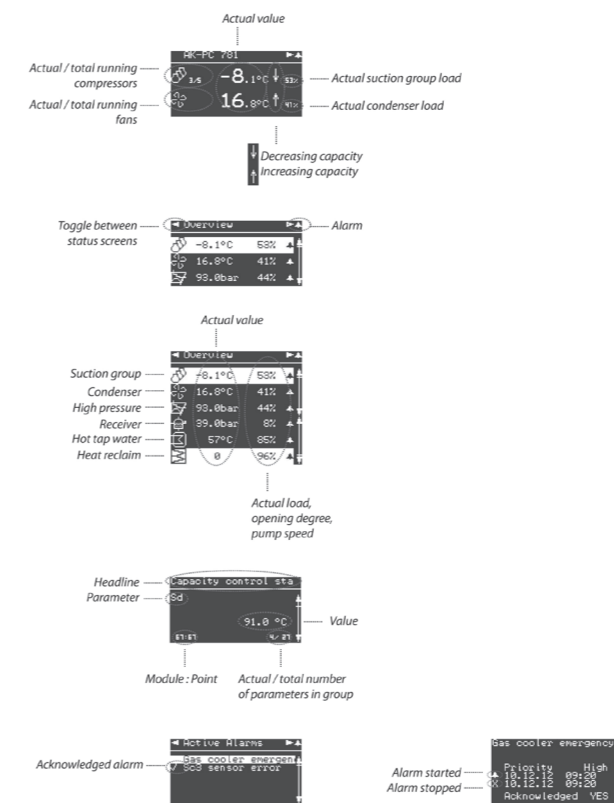 Actual value
AK-PC 781
Actual / total running
compressors
3/5
-8.1°C
53%
Actual suction group load
Actual / total running
fans
16.8°C
41%
Actual condenser load
Decreasing capacity
Increasing capacity
Toggle between
status screens
Overview
Alarm
-8.1°C 53%
16.8°C 41%
93.0bar 44%
Actual value
Overview
Suction group
-8.1°C 53%
Condenser
16.8°C 41%
High pressure
93.0bar 44%
Receiver
39.0bar 8%
Hot tap water
57°C 85%
Heat reclaim
0 96%
Actual load,
opening degree,
pump speed
Headline
Capacity control sta
Parameter
Sd
91.0 °C
Value
4/ 27
Module : Point
Actual / total number
of parameters in group
Active Alarms
Gas cooler emergen
Acknowledged alarm
Sc3 sensor error
Gas cooler emergency
Priority High
Alarm started
10.12.12 09:20
Alarm stopped
10.12.12 09:20
Acknowledged YES